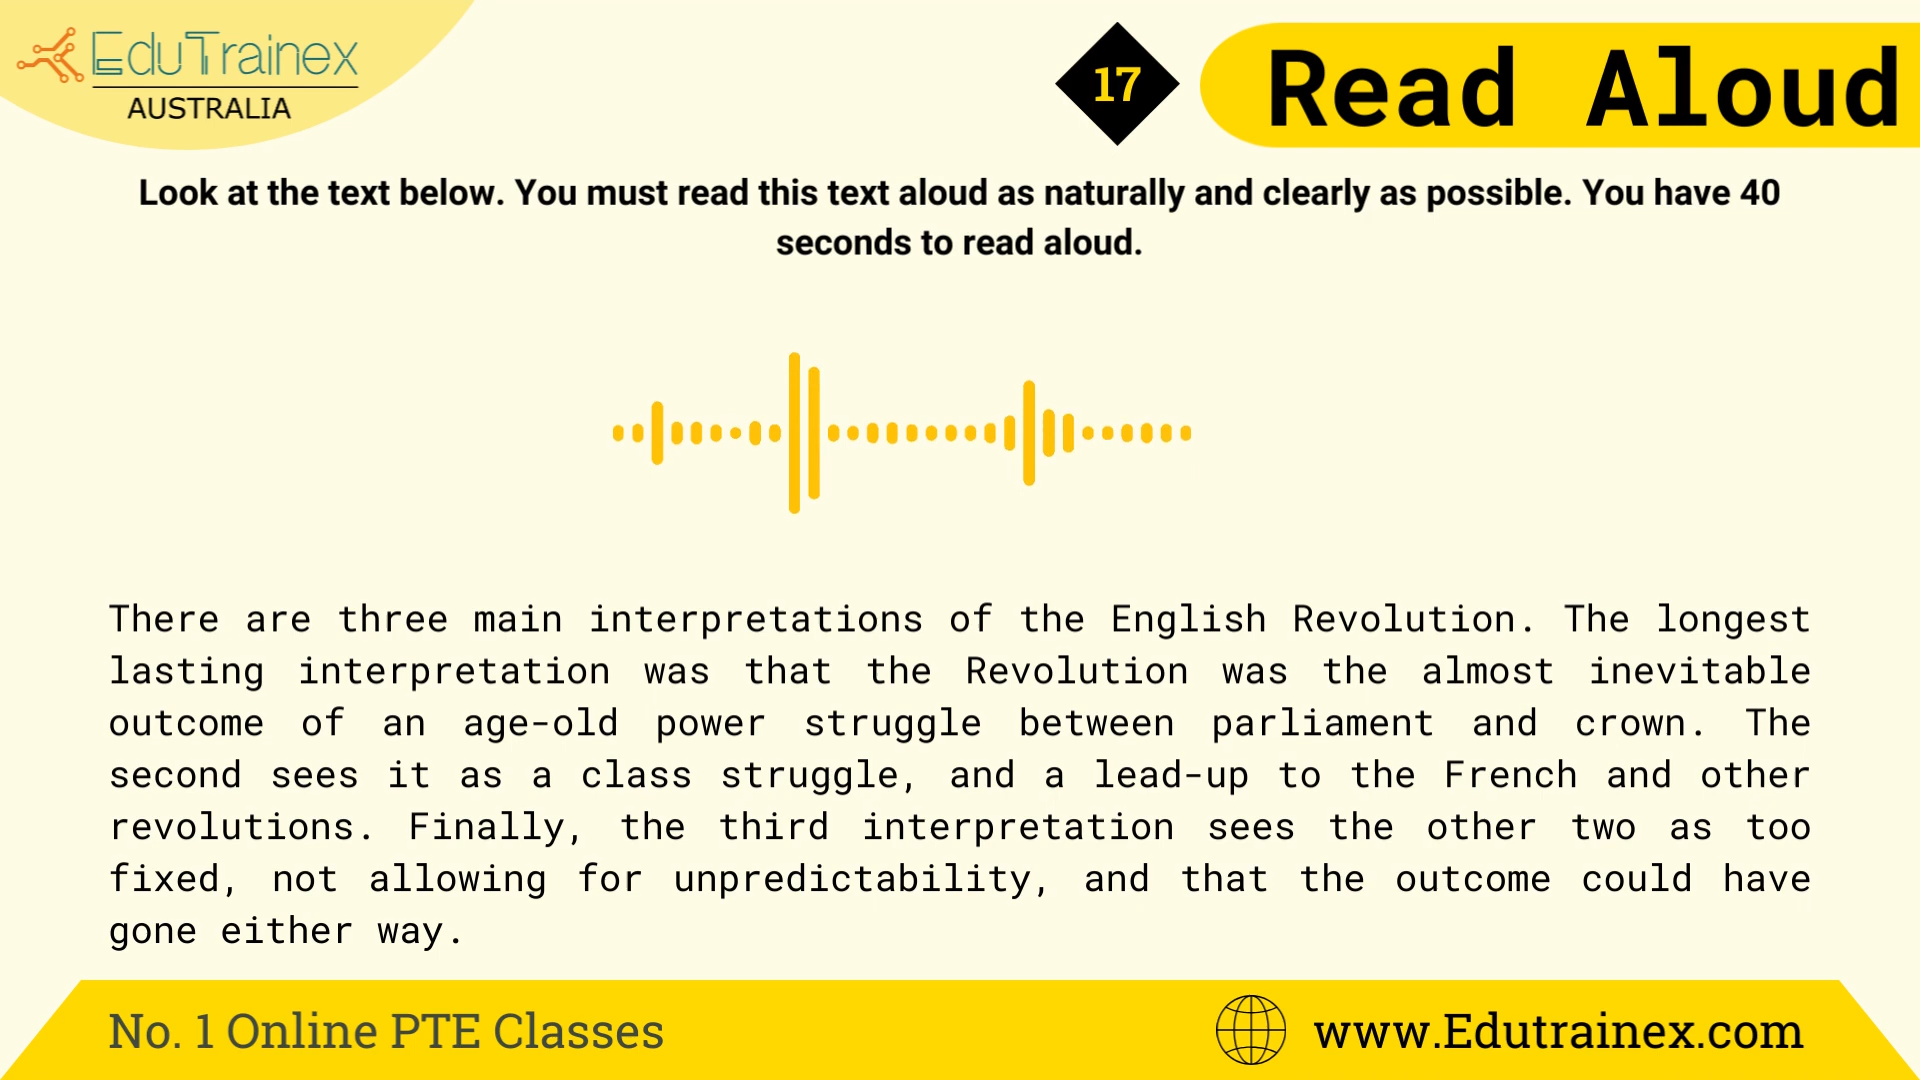 EduTrainex
AUSTRALIA
17
Read Aloud
Look at the text below. You must read this text aloud as naturally and clearly as possible. You have 40
seconds to read aloud.
There are three main interpretations of the English Revolution. The longest
lasting interpretation was that the Revolution was the almost inevitable
outcome of an age-old power struggle between parliament and crown. The
second sees it as a class struggle, and a lead-up to the French and other
revolutions. Finally, the third interpretation sees the other two as too
fixed, not allowing for unpredictability, and that the outcome could have
gone either way.
No. 1 Online PTE Classes
www.Edutrainex.com